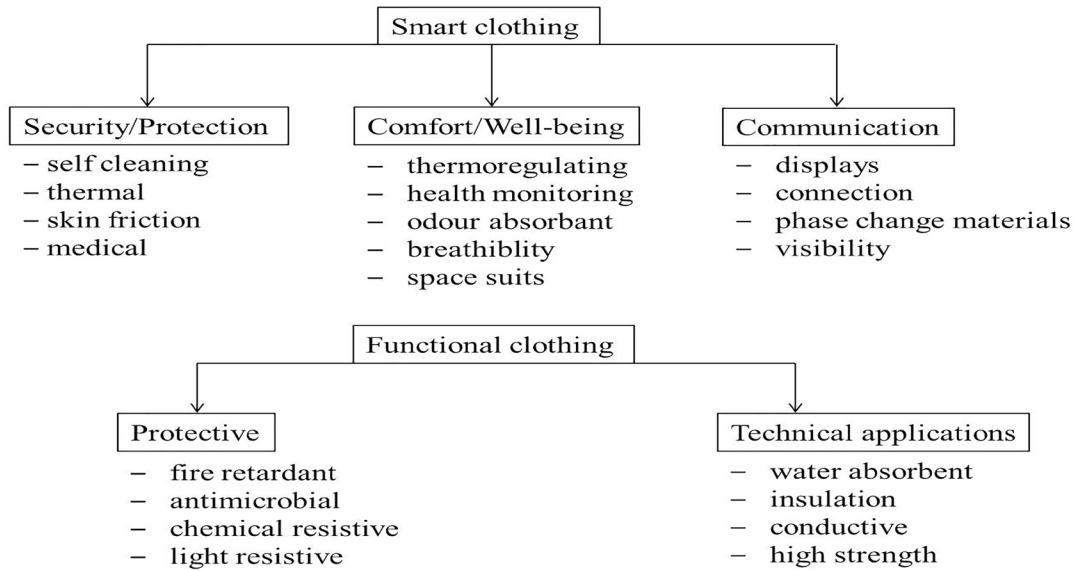 Smart clothing
Security/Protection
– self cleaning
– thermal
– skin friction
– medical
Comfort/Well-being
– thermoregulating
– health monitoring
– odour absorbant
– breathiblity
– space suits
Communication
– displays
– connection
– phase change materials
– visibility
Functional clothing
Protective
– fire retardant
– antimicrobial
– chemical resistive
– light resistive
Technical applications
– water absorbent
– insulation
– conductive
– high strength